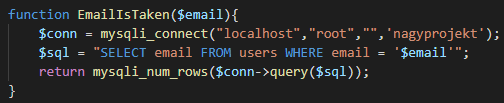 function EmailIsTaken($email){
$conn = mysqli_connect("localhost","root","",'nagyprojekt');
$sql = "SELECT email FROM users WHERE email = '$email'";
return mysqli_num_rows($conn->query($sql));
}